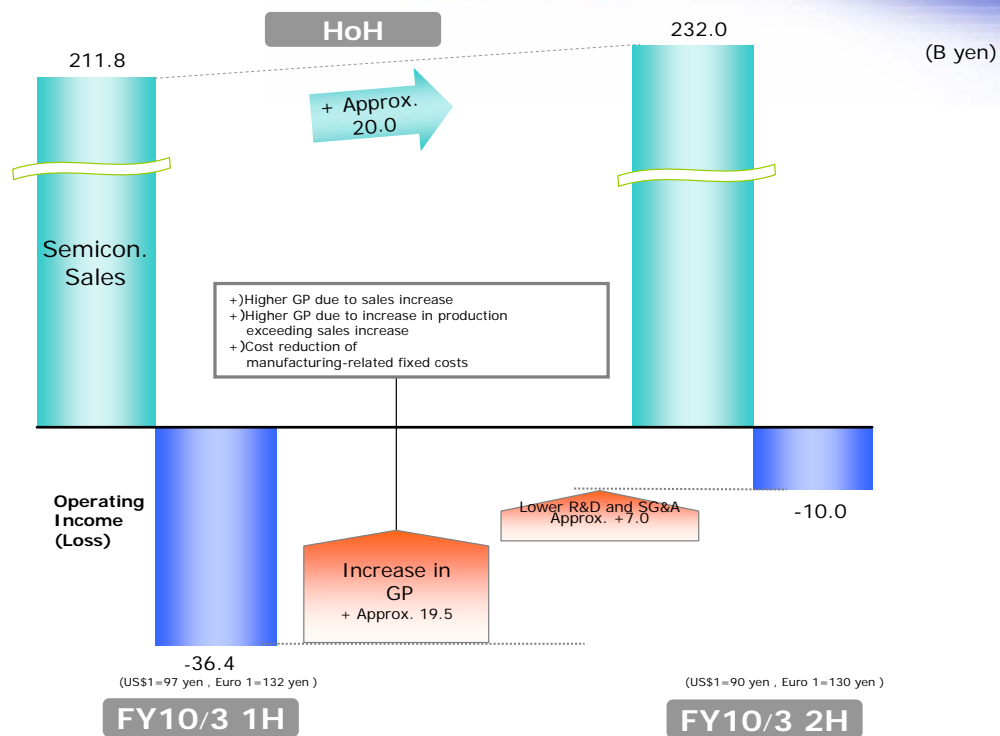 HoH
232.0
(B yen)
211.8
+ Approx.
20.0
Semicon.
Sales
+)Higher GP due to sales increase
+)Higher GP due to increase in production
exceeding sales increase
+)Cost reduction of
manufacturing-related fixed costs
Operating
Income
(Loss)
Lower R&D and SG&A
Approx. +7.0
-10.0
Increase in
GP
+ Approx. 19.5
-36.4
(US$1=97 yen , Euro 1=132 yen )
(US$1=90 yen , Euro 1=130 yen )
FY10/3 1H
FY10/3 2H